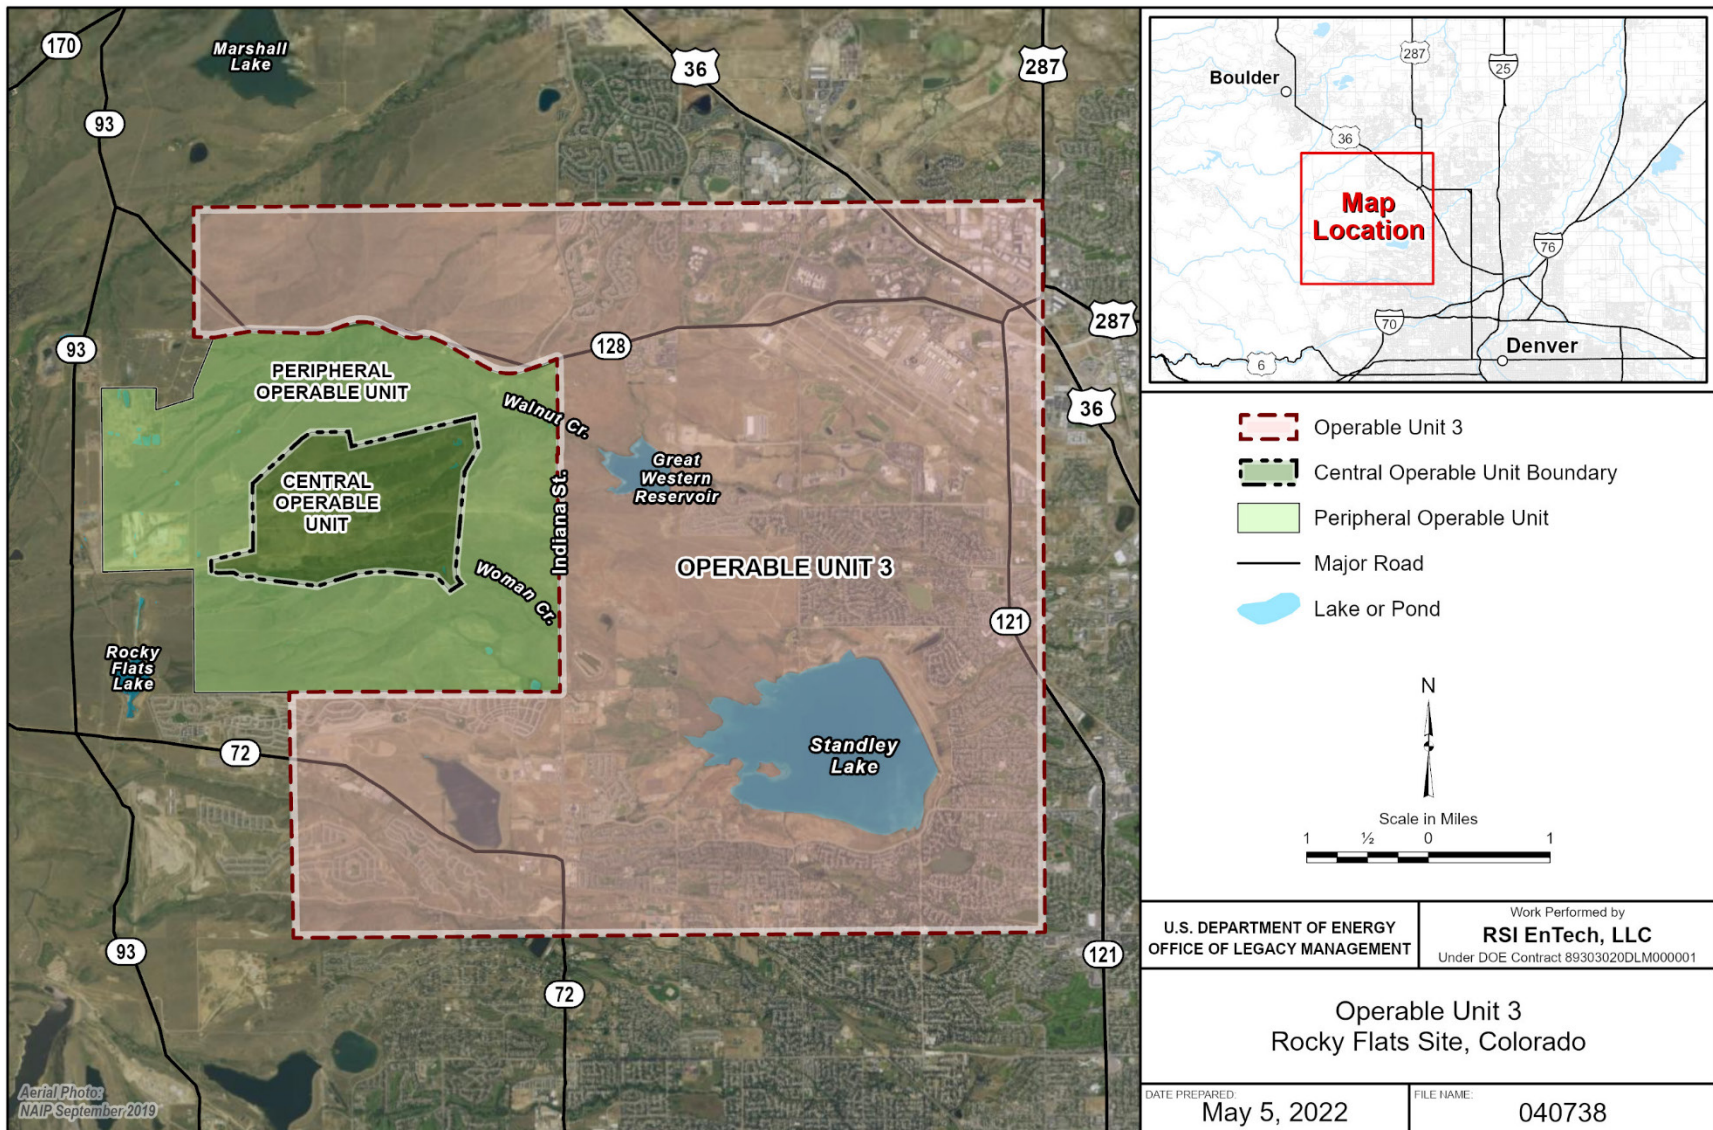 170
Marshall
Lake
36
287
93
128
287
93
36
PERIPHERAL
OPERABLE UNIT
Walnut Cr.
CENTRAL
OPERABLE
UNIT
Indiana St.
Great
Western
Reservoir
OPERABLE UNIT 3
Woman Cr.
121
Rocky
Flats
Lake
72
Standley
Lake
93
72
121
Aerial Photo:
NAIP September 2019
287
25
Boulder
36
Map
Location
76
70
Denver
6
Operable Unit 3
Central Operable Unit Boundary
Peripheral Operable Unit
Major Road
Lake or Pond
N
Scale in Miles
1 ½ 0 1
U.S. DEPARTMENT OF ENERGY
OFFICE OF LEGACY MANAGEMENT
Work Performed by
RSI EnTech, LLC
Under DOE Contract 89303020DLM000001
Operable Unit 3
Rocky Flats Site, Colorado
DATE PREPARED:
May 5, 2022
FILE NAME:
040738